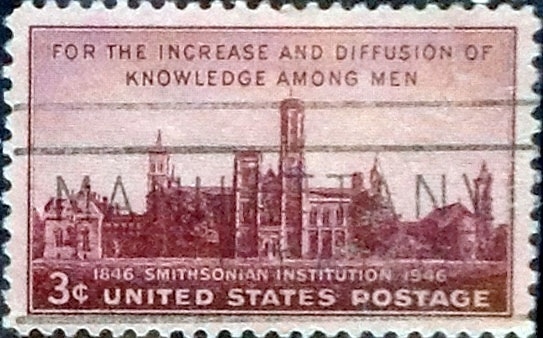 FOR THE INCREASE AND DIFFUSION OF
KNOWLEDGE AMONG MEN
1846 SMITHSONIAN INSTITUTION 1946
3¢ UNITED STATES POSTAGE